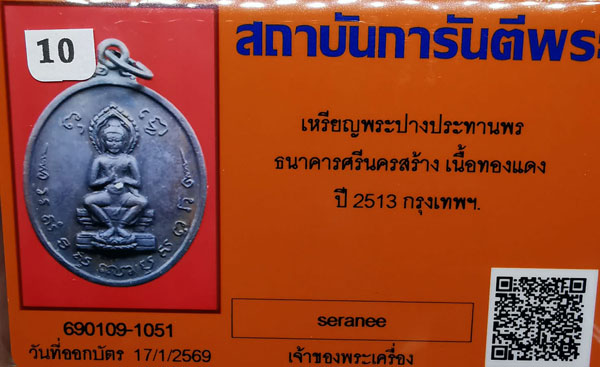 10
สถาบันการันตีพระ
เหรียญพระปางประทานพร
ธนาคารศรีนครสร้าง เนื้อทองแดง
ปี 2513 กรุงเทพฯ.
690109-1051
วันที่ออกบัตร 17/1/2569
seranee
เจ้าของพระเครื่อง